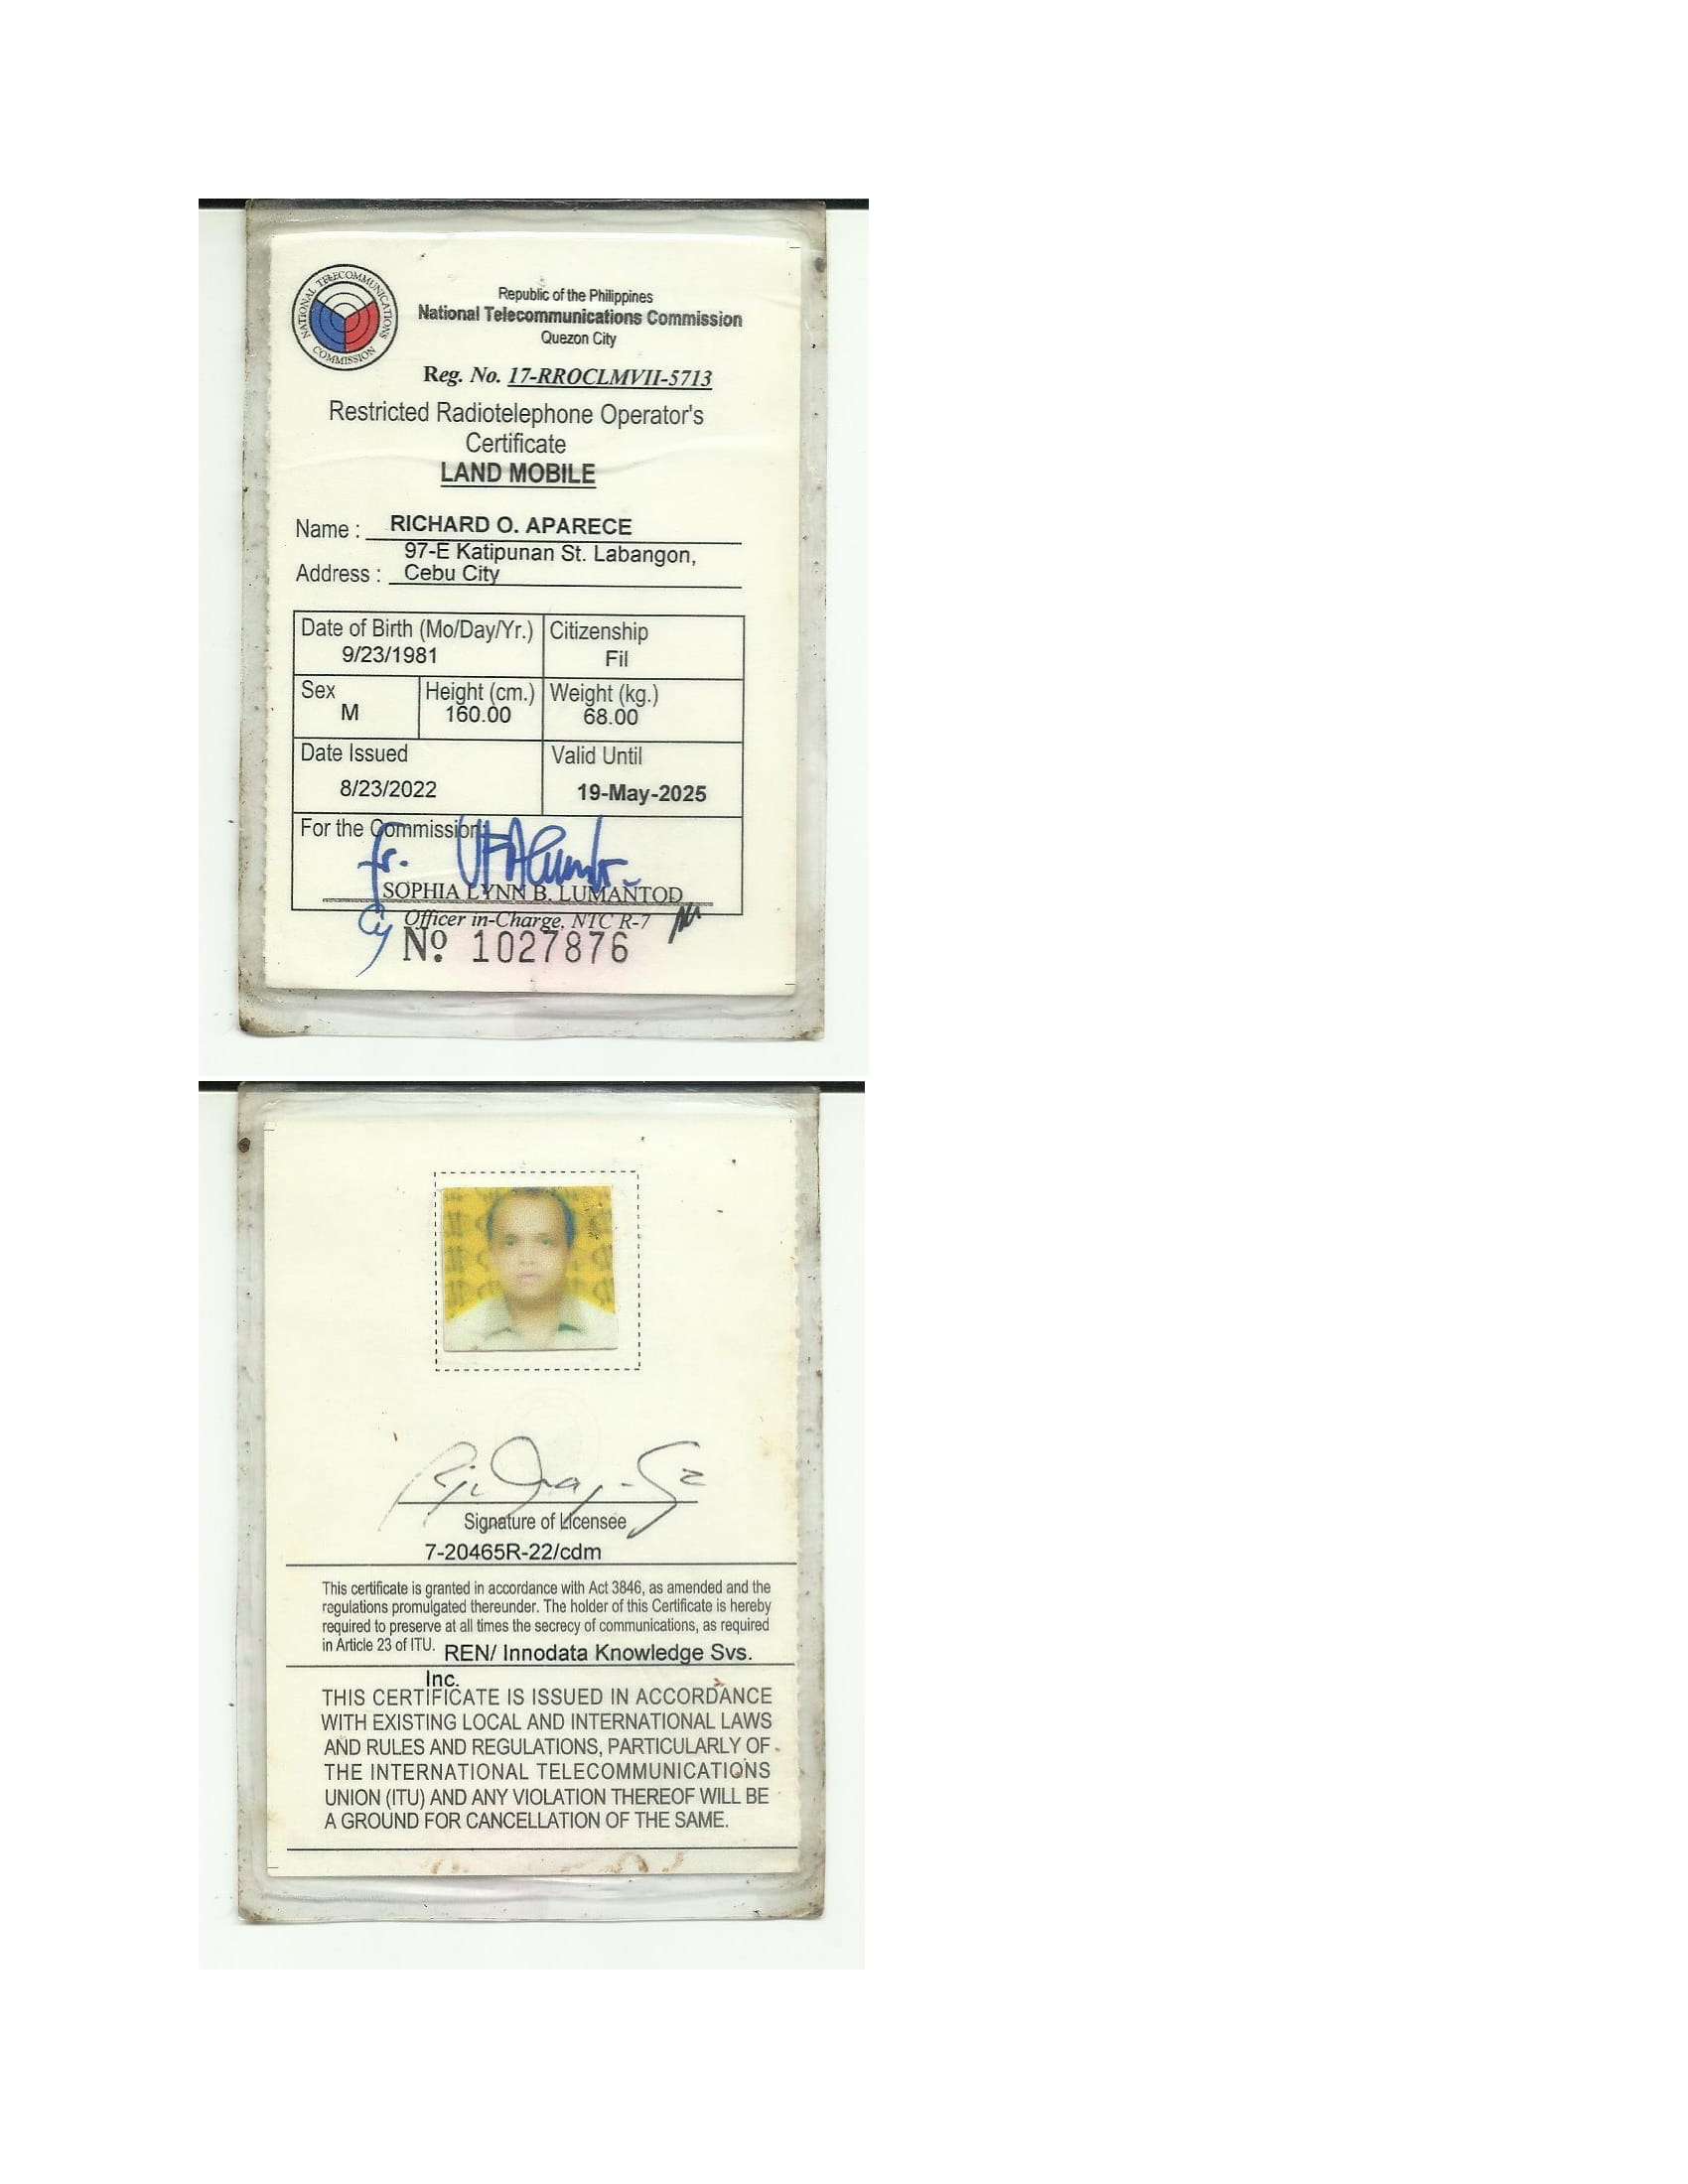 NATIONAL TELECOMMUNICATIONS COMMISSION
Republic of the Philippines
National Telecommunications Commission
Quezon City
Reg. No. 17-RROCLMVII-5713
Restricted Radiotelephone Operator's
Certificate
LAND MOBILE
Name : RICHARD O. APARECE
97-E Katipunan St. Labangon,
Address : Cebu City
Date of Birth (Mo/Day/Yr.) Citizenship
9/23/1981 Fil
Sex Height (cm.) Weight (kg.)
M 160.00 68.00
Date Issued Valid Until
8/23/2022 19-May-2025
For the Commission:
SOPHIA LYNN B. LUMANTOD
Officer in-Charge, NTC R-7
Nº 1027876
Signature of Licensee
7-20465R-22/cdm
This certificate is granted in accordance with Act 3846, as amended and the
regulations promulgated thereunder. The holder of this Certificate is hereby
required to preserve at all times the secrecy of communications, as required
in Article 23 of ITU. REN/ Innodata Knowledge Svs.
Inc.
THIS CERTIFICATE IS ISSUED IN ACCORDANCE
WITH EXISTING LOCAL AND INTERNATIONAL LAWS
AND RULES AND REGULATIONS, PARTICULARLY OF
THE INTERNATIONAL TELECOMMUNICATIONS
UNION (ITU) AND ANY VIOLATION THEREOF WILL BE
A GROUND FOR CANCELLATION OF THE SAME.